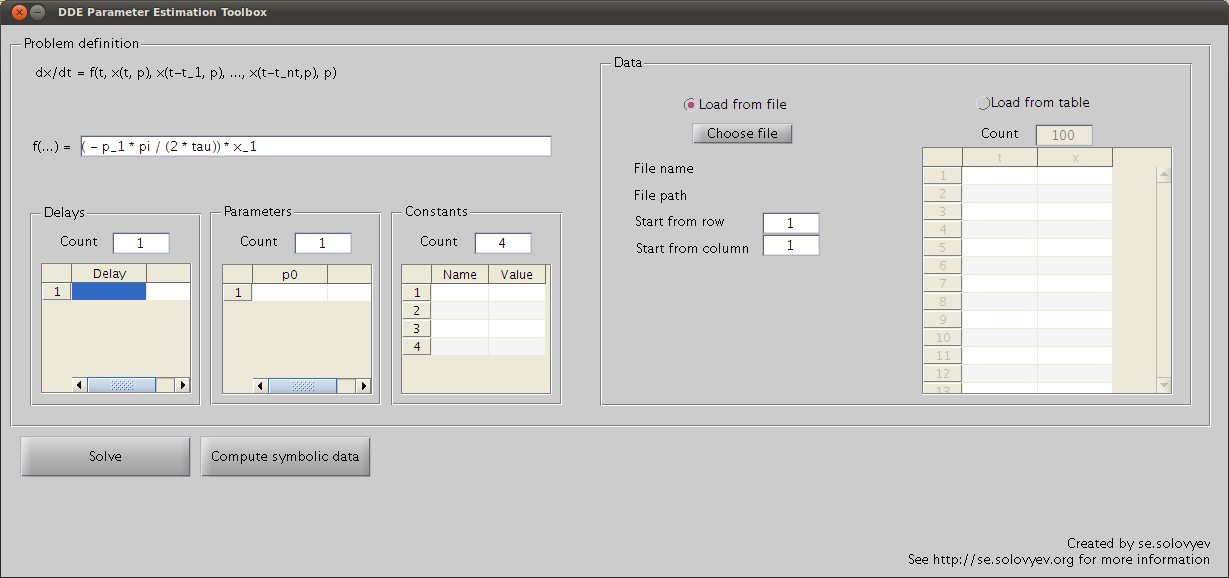 DDE Parameter Estimation Toolbox
Problem definition
dx/dt = f(t, x(t, p), x(t-t_1, p), ..., x(t-t_nt,p), p)
f(...) = ( - p_1 * pi / (2 * tau)) * x_1
Delays
Count 1
Delay
1
Parameters
Count 1
p0
1
Constants
Count 4
Name Value
1
2
3
4
Data
Load from file
Choose file
File name
File path
Start from row 1
Start from column 1
Load from table
Count 100
t x
1
2
3
4
5
6
7
8
9
10
11
12
13
Solve
Compute symbolic data
Created by se.solovyev
See http://se.solovyev.org for more information